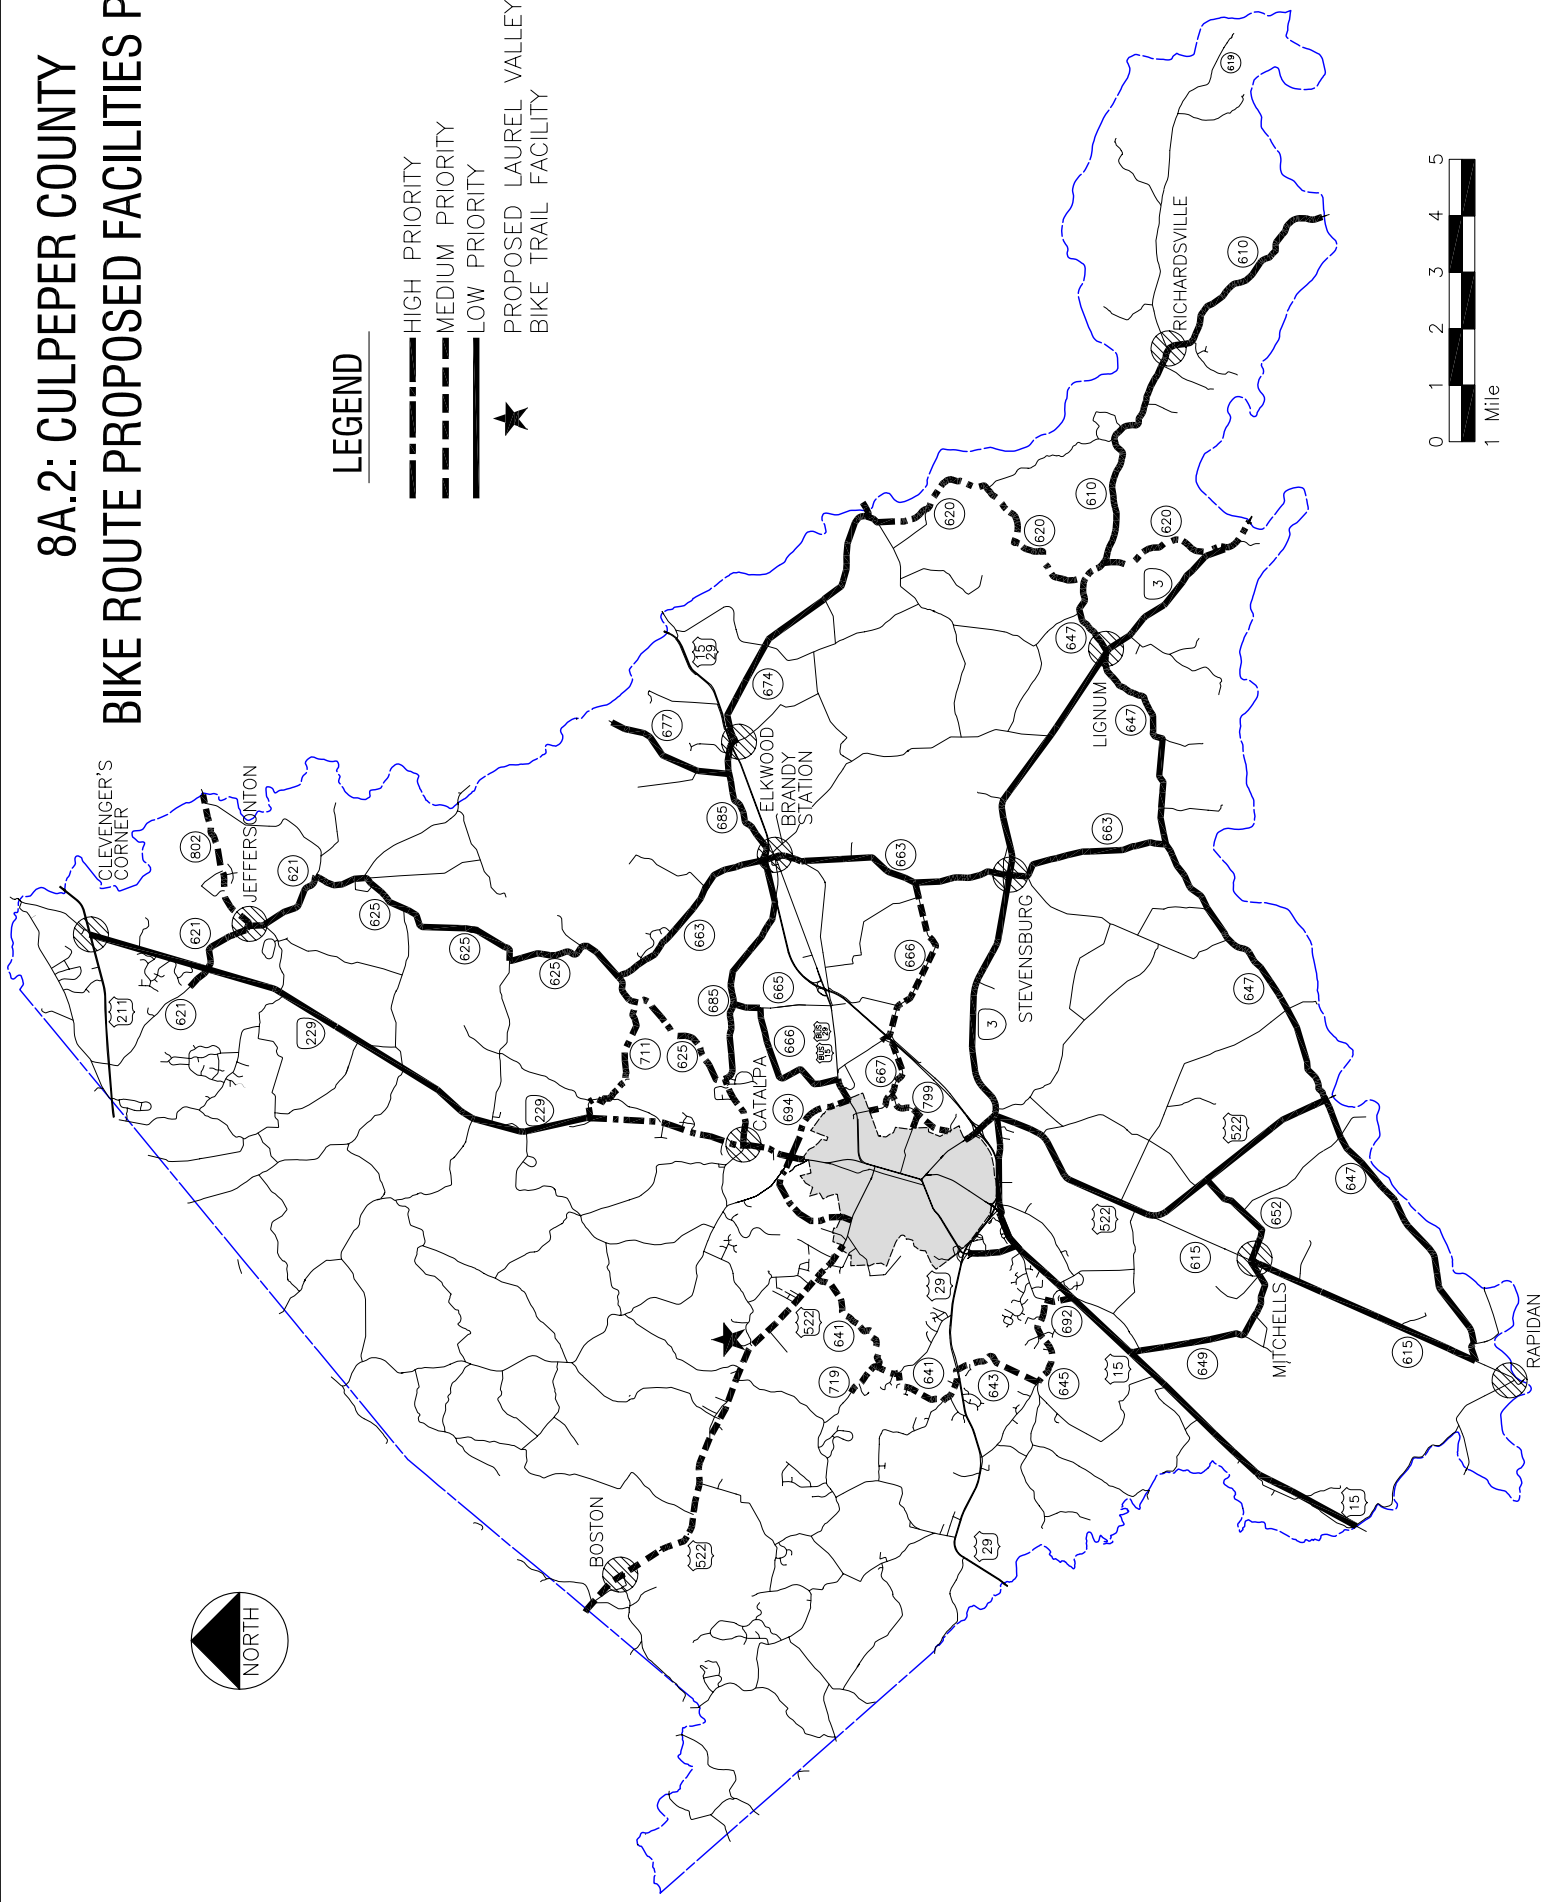 8A.2: CULPEPER COUNTY
BIKE ROUTE PROPOSED FACILITIES P
LEGEND
HIGH PRIORITY
MEDIUM PRIORITY
LOW PRIORITY
PROPOSED LAUREL VALLEY
BIKE TRAIL FACILITY
NORTH
0 1 2 3 4 5
1 Mile
CLEVENGER'S
CORNER
JEFFERSONTON
ELKWOOD
BRANDY
STATION
CATALPA
BOSTON
STEVENSBURG
LIGNUM
RICHARDSVILLE
MITCHELLS
RAPIDAN
211
802
621
621
621
625
625
625
229
229
711
625
663
685
665
666
694
BUS
15
BUS
29
667
799
666
663
663
685
677
674
15
29
620
620
620
610
610
619
3
3
647
647
647
647
522
522
522
522
652
615
615
649
15
15
692
645
643
641
641
719
29
29